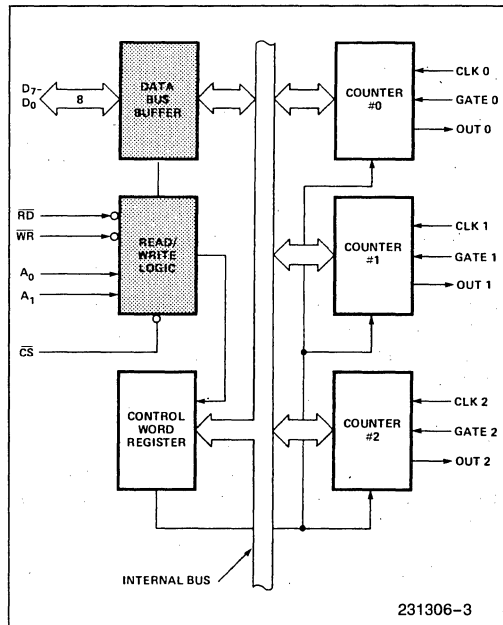 D7-
D0
8
DATA
BUS
BUFFER
RD
WR
A0
A1
CS
READ/
WRITE
LOGIC
CONTROL
WORD
REGISTER
INTERNAL BUS
COUNTER
#0
CLK 0
GATE 0
OUT 0
COUNTER
#1
CLK 1
GATE 1
OUT 1
COUNTER
#2
CLK 2
GATE 2
OUT 2
231306-3